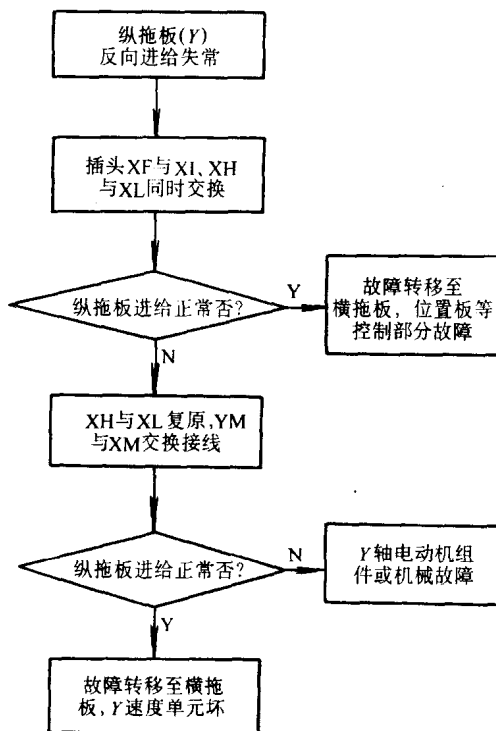 纵拖板(Y)
反向进给失常
插头XF与XI、XH
与XL同时交换
纵拖板进给正常否?
Y
故障转移至
横拖板，位置板等
控制部分故障
N
XH与XL复原,YM
与XM交换接线
纵拖板进给正常否?
N
Y轴电动机组
件或机械故障
Y
故障转移至横拖
板,Y速度单元坏